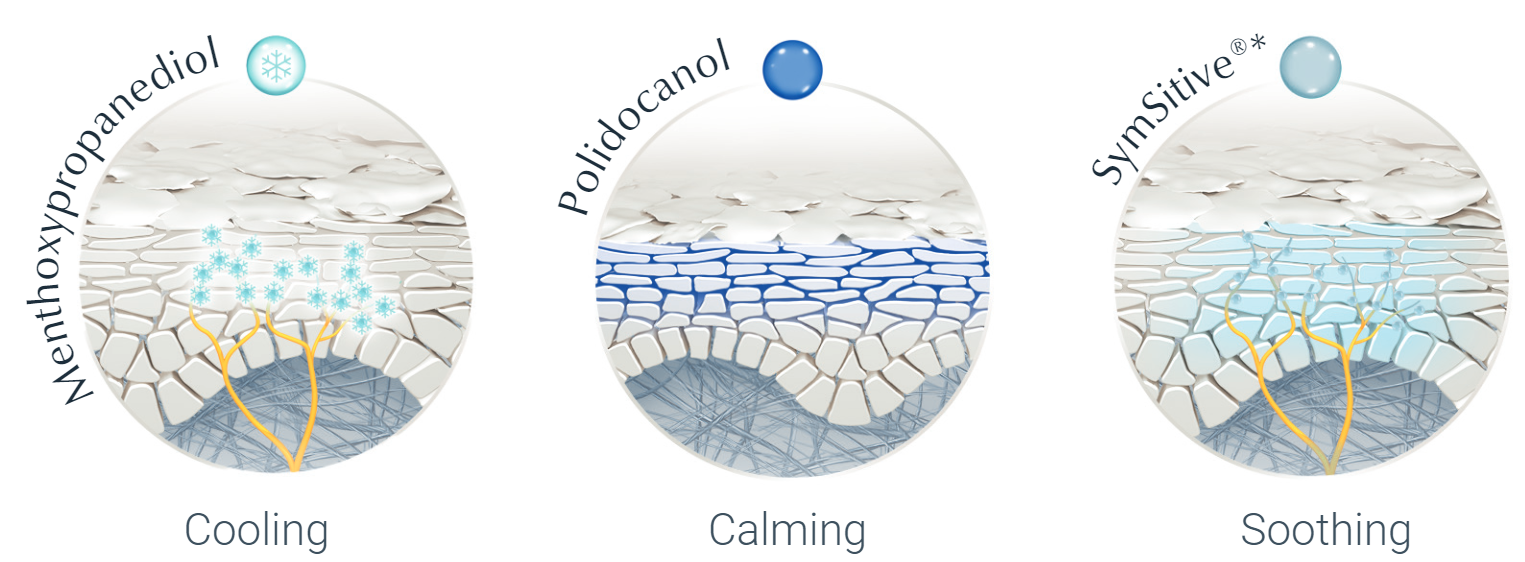 Menthoxypropanediol
Polidocanol
SymSitive®*
Cooling
Calming
Soothing